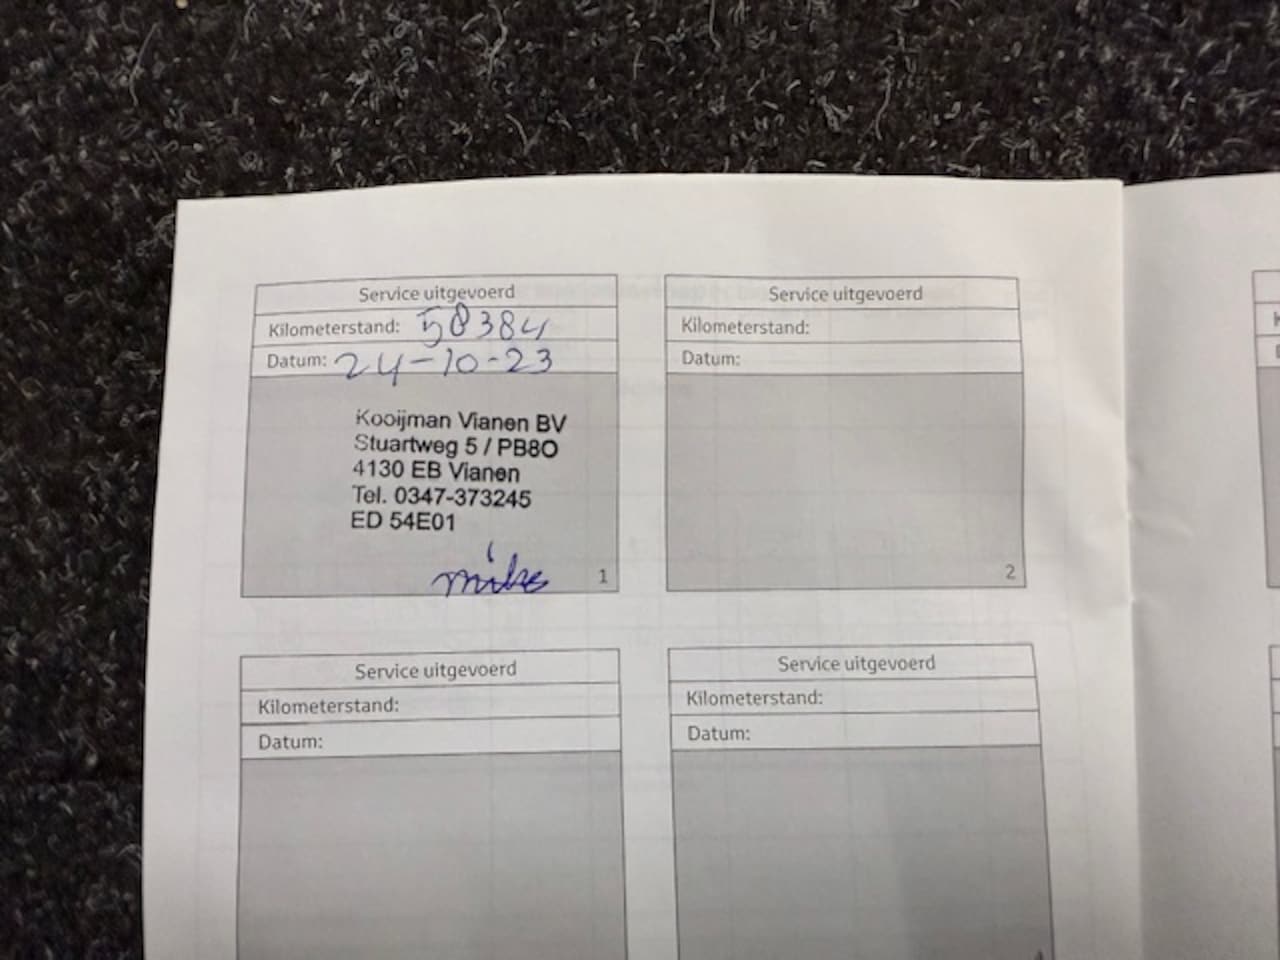 Service uitgevoerd
Kilometerstand: 58384
Datum: 24-10-23
Kooijman Vianen BV
Stuartweg 5 / PB8O
4130 EB Vianen
Tel. 0347-373245
ED 54E01
mike
1
Service uitgevoerd
Kilometerstand:
Datum:
2
Service uitgevoerd
Kilometerstand:
Datum:
Service uitgevoerd
Kilometerstand:
Datum: